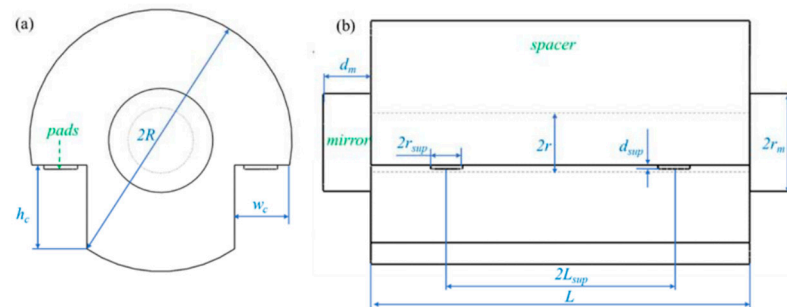 (a)
2R
pads
h_c
w_c
(b)
spacer
d_m
mirror
2r_sup
2r
d_sup
2r_m
2L_sup
L